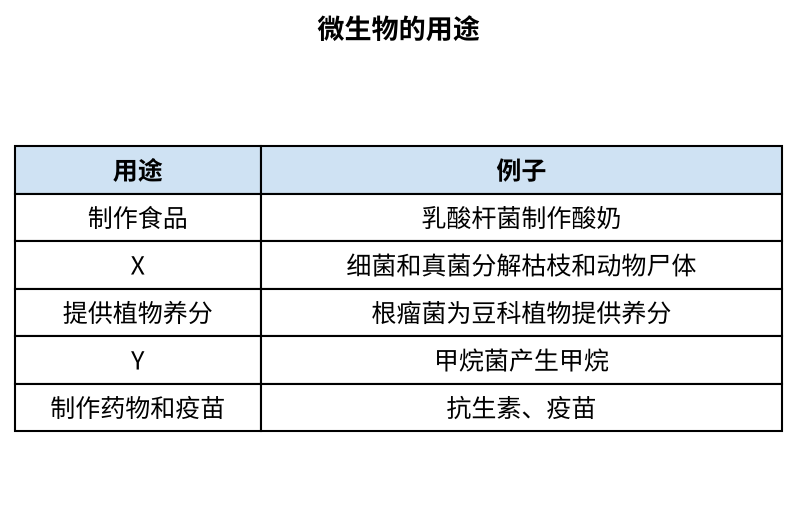 微生物的用途
用途 例子
制作食品 乳酸杆菌制作酸奶
X 细菌和真菌分解枯枝和动物尸体
提供植物养分 根瘤菌为豆科植物提供养分
Y 甲烷菌产生甲烷
制作药物和疫苗 抗生素、疫苗